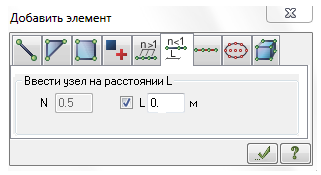 Добавить элемент
n>1 n<1
L
Ввести узел на расстоянии L
N 0.5 L 0. м
?